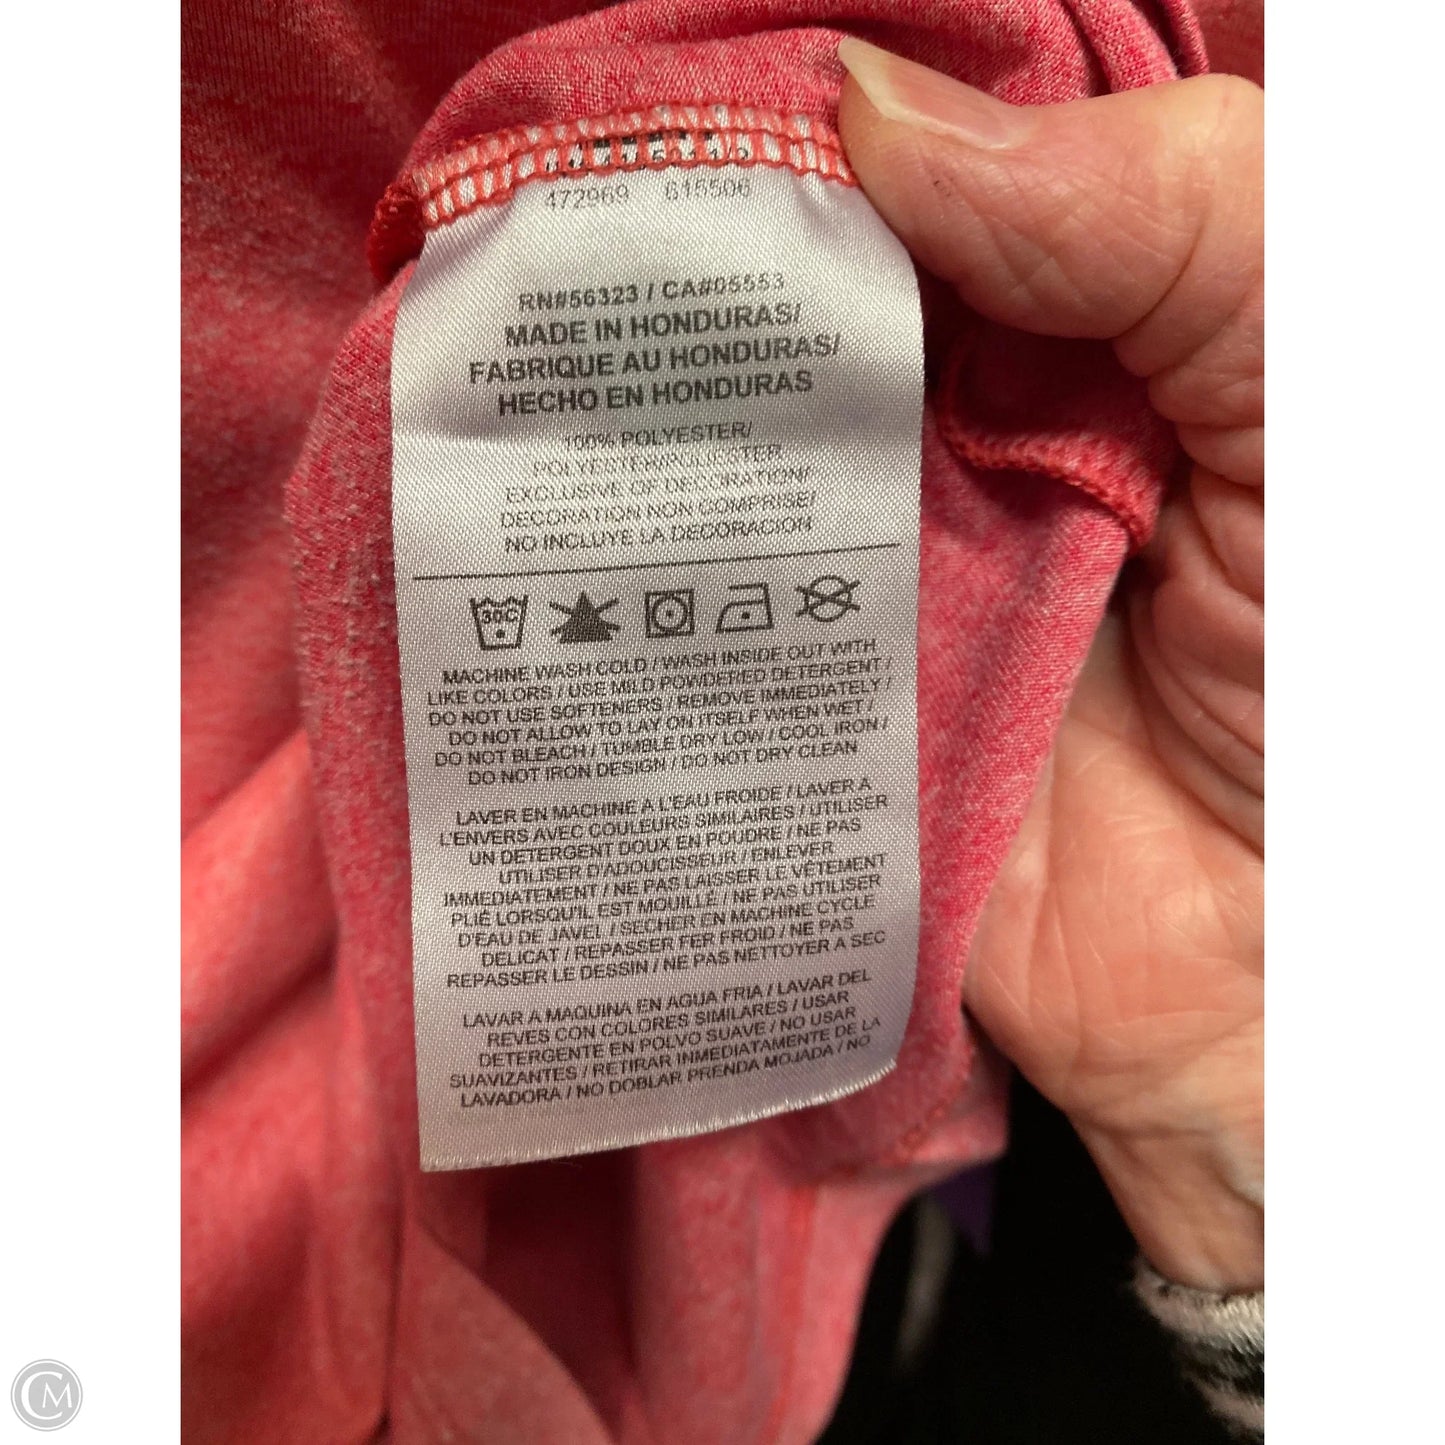 472969 616506
RN#56323 / CA#05553
MADE IN HONDURAS/
FABRIQUE AU HONDURAS/
HECHO EN HONDURAS
100% POLYESTER/
POLYESTER/POLIESTER
EXCLUSIVE OF DECORATION/
DECORATION NON COMPRISE/
NO INCLUYE LA DECORACION
30C
MACHINE WASH COLD / WASH INSIDE OUT WITH
LIKE COLORS / USE MILD POWDERED DETERGENT /
DO NOT USE SOFTENERS / REMOVE IMMEDIATELY /
DO NOT ALLOW TO LAY ON ITSELF WHEN WET /
DO NOT BLEACH / TUMBLE DRY LOW / COOL IRON /
DO NOT IRON DESIGN / DO NOT DRY CLEAN
LAVER EN MACHINE A L'EAU FROIDE / LAVER A
L'ENVERS AVEC COULEURS SIMILAIRES / UTILISER
UN DETERGENT DOUX EN POUDRE / NE PAS
UTILISER D'ADOUCISSEUR / ENLEVER
IMMEDIATEMENT / NE PAS LAISSER LE VÊTEMENT
PLIÉ LORSQU'IL EST MOUILLÉ / NE PAS UTILISER
D'EAU DE JAVEL / SECHER EN MACHINE CYCLE
DELICAT / REPASSER FER FROID / NE PAS
REPASSER LE DESSIN / NE PAS NETTOYER A SEC
LAVAR A MAQUINA EN AGUA FRIA / LAVAR DEL
REVES CON COLORES SIMILARES / USAR
DETERGENTE EN POLVO SUAVE / NO USAR
SUAVIZANTES / RETIRAR INMEDIATAMENTE DE LA
LAVADORA / NO DOBLAR PRENDA MOJADA / NO
CM